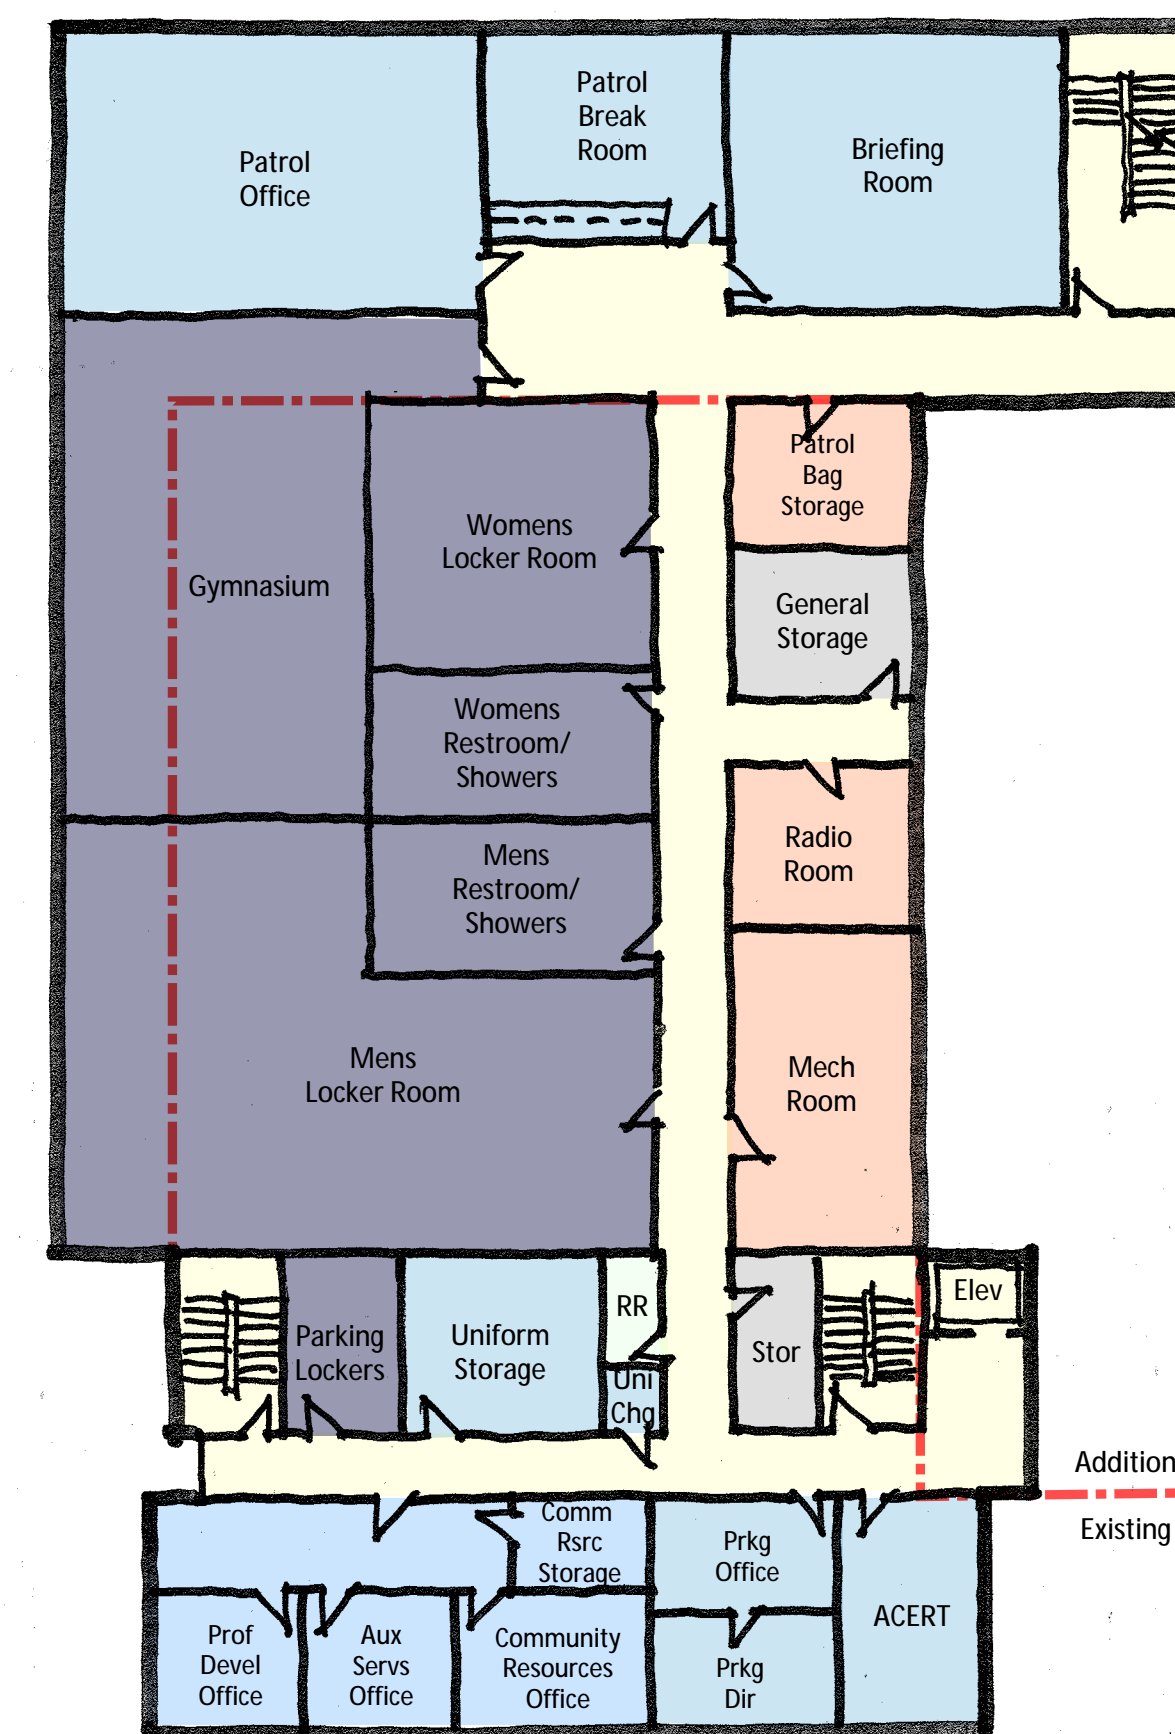 Patrol
Office
Patrol
Break
Room
Briefing
Room
Gymnasium
Womens
Locker Room
Patrol
Bag
Storage
General
Storage
Womens
Restroom/
Showers
Mens
Restroom/
Showers
Radio
Room
Mens
Locker Room
Mech
Room
Parking
Lockers
Uniform
Storage
RR
Uni
Chg
Stor
Elev
Addition
Existing
Comm
Rsrc
Storage
Prkg
Office
ACERT
Prof
Devel
Office
Aux
Servs
Office
Community
Resources
Office
Prkg
Dir